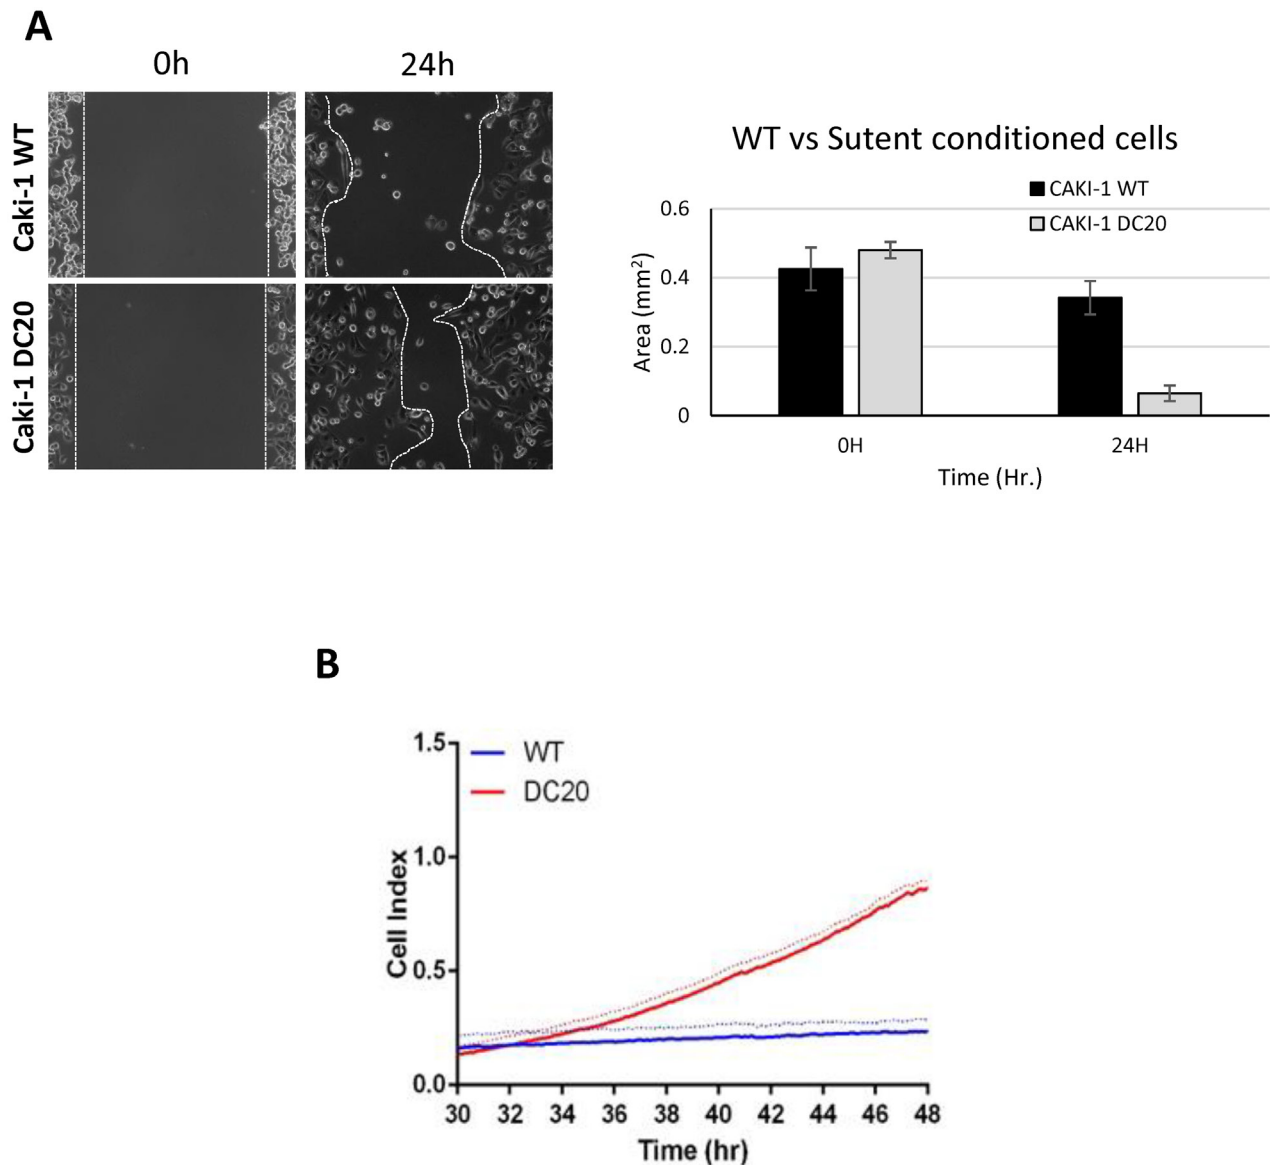 A
0h
24h
Caki-1 WT
Caki-1 DC20
WT vs Sutent conditioned cells
CAKI-1 WT
CAKI-1 DC20
Area (mm²)
0.6
0.4
0.2
0
0H
24H
Time (Hr.)
B
WT
DC20
Cell Index
1.5
1.0
0.5
0.0
30 32 34 36 38 40 42 44 46 48
Time (hr)